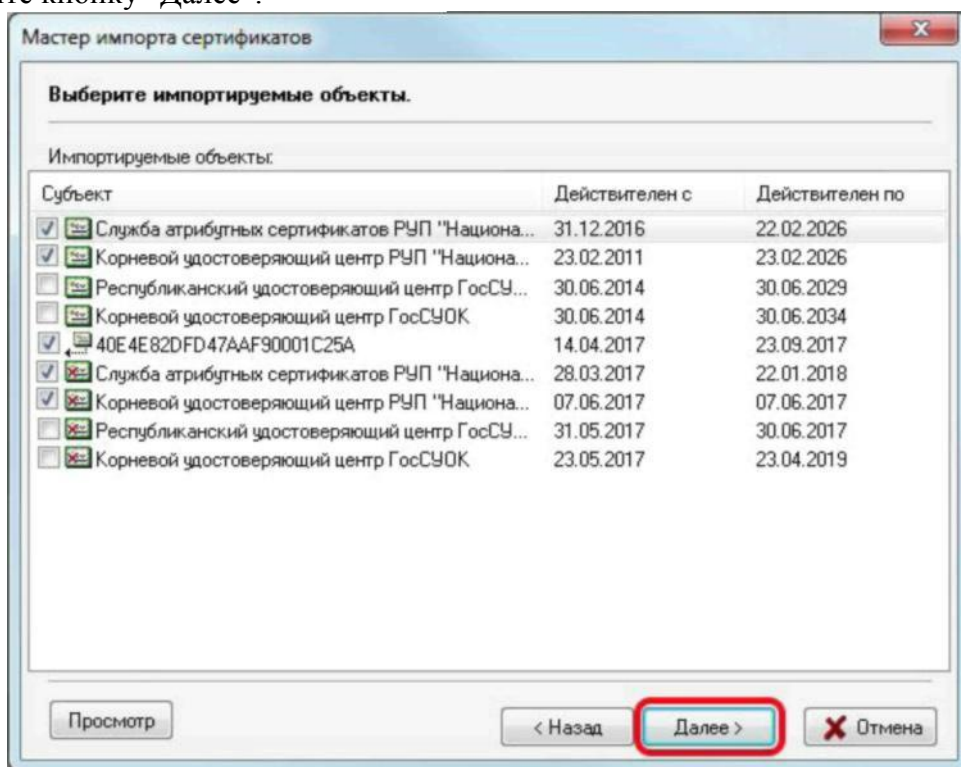 те кнопку "Далее".
Мастер импорта сертификатов
Выберите импортируемые объекты.
Импортируемые объекты:
Субъект Действителен с Действителен по
Служба атрибутных сертификатов РУП "Национа... 31.12.2016 22.02.2026
Корневой удостоверяющий центр РУП "Национа... 23.02.2011 23.02.2026
Республиканский удостоверяющий центр ГосСУ... 30.06.2014 30.06.2029
Корневой удостоверяющий центр ГосСУОК 30.06.2014 30.06.2034
40E4E82DFD47AAF90001C25A 14.04.2017 23.09.2017
Служба атрибутных сертификатов РУП "Национа... 28.03.2017 22.01.2018
Корневой удостоверяющий центр РУП "Национа... 07.06.2017 07.06.2017
Республиканский удостоверяющий центр ГосСУ... 31.05.2017 30.06.2017
Корневой удостоверяющий центр ГосСУОК 23.05.2017 23.04.2019
Просмотр < Назад Далее > Отмена